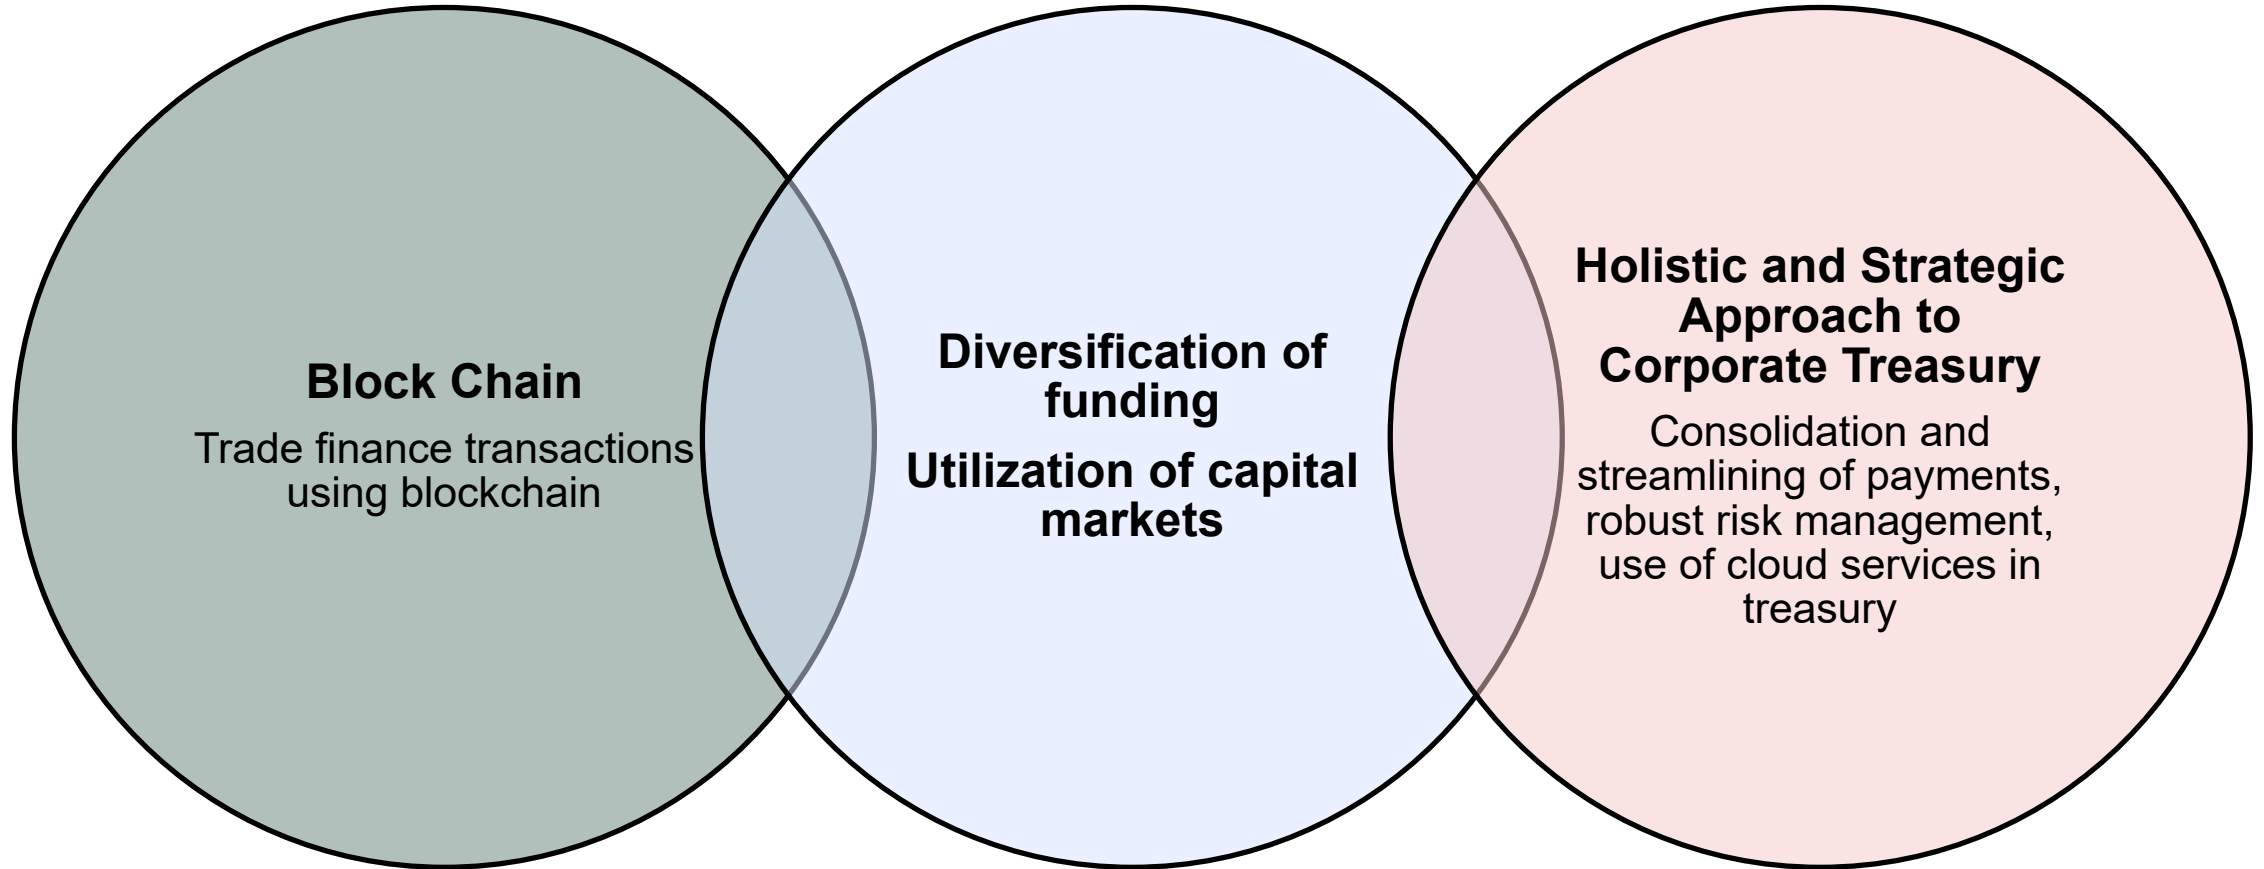 Block Chain
Trade finance transactions
using blockchain
Diversification of
funding
Utilization of capital
markets
Holistic and Strategic
Approach to
Corporate Treasury
Consolidation and
streamlining of payments,
robust risk management,
use of cloud services in
treasury